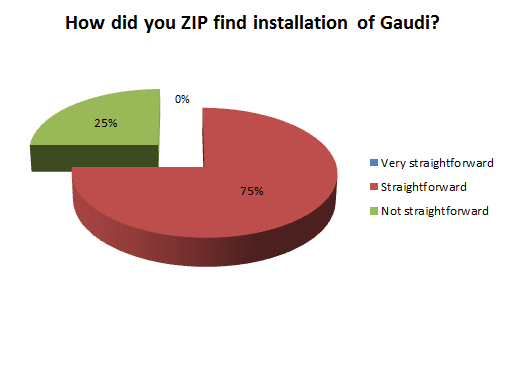 How did you ZIP find installation of Gaudi?
0%
25%
75%
Very straightforward
Straightforward
Not straightforward